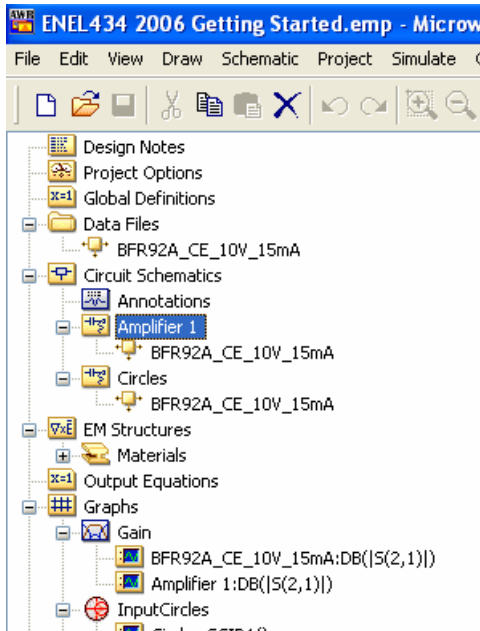 AWR ENEL434 2006 Getting Started.emp - Microw
File Edit View Draw Schematic Project Simulate
Design Notes
Project Options
X=1 Global Definitions
Data Files
BFR92A_CE_10V_15mA
Circuit Schematics
Annotations
Amplifier 1
BFR92A_CE_10V_15mA
Circles
BFR92A_CE_10V_15mA
∇xE EM Structures
Materials
X=1 Output Equations
Graphs
Gain
BFR92A_CE_10V_15mA:DB(|S(2,1)|)
Amplifier 1:DB(|S(2,1)|)
InputCircles